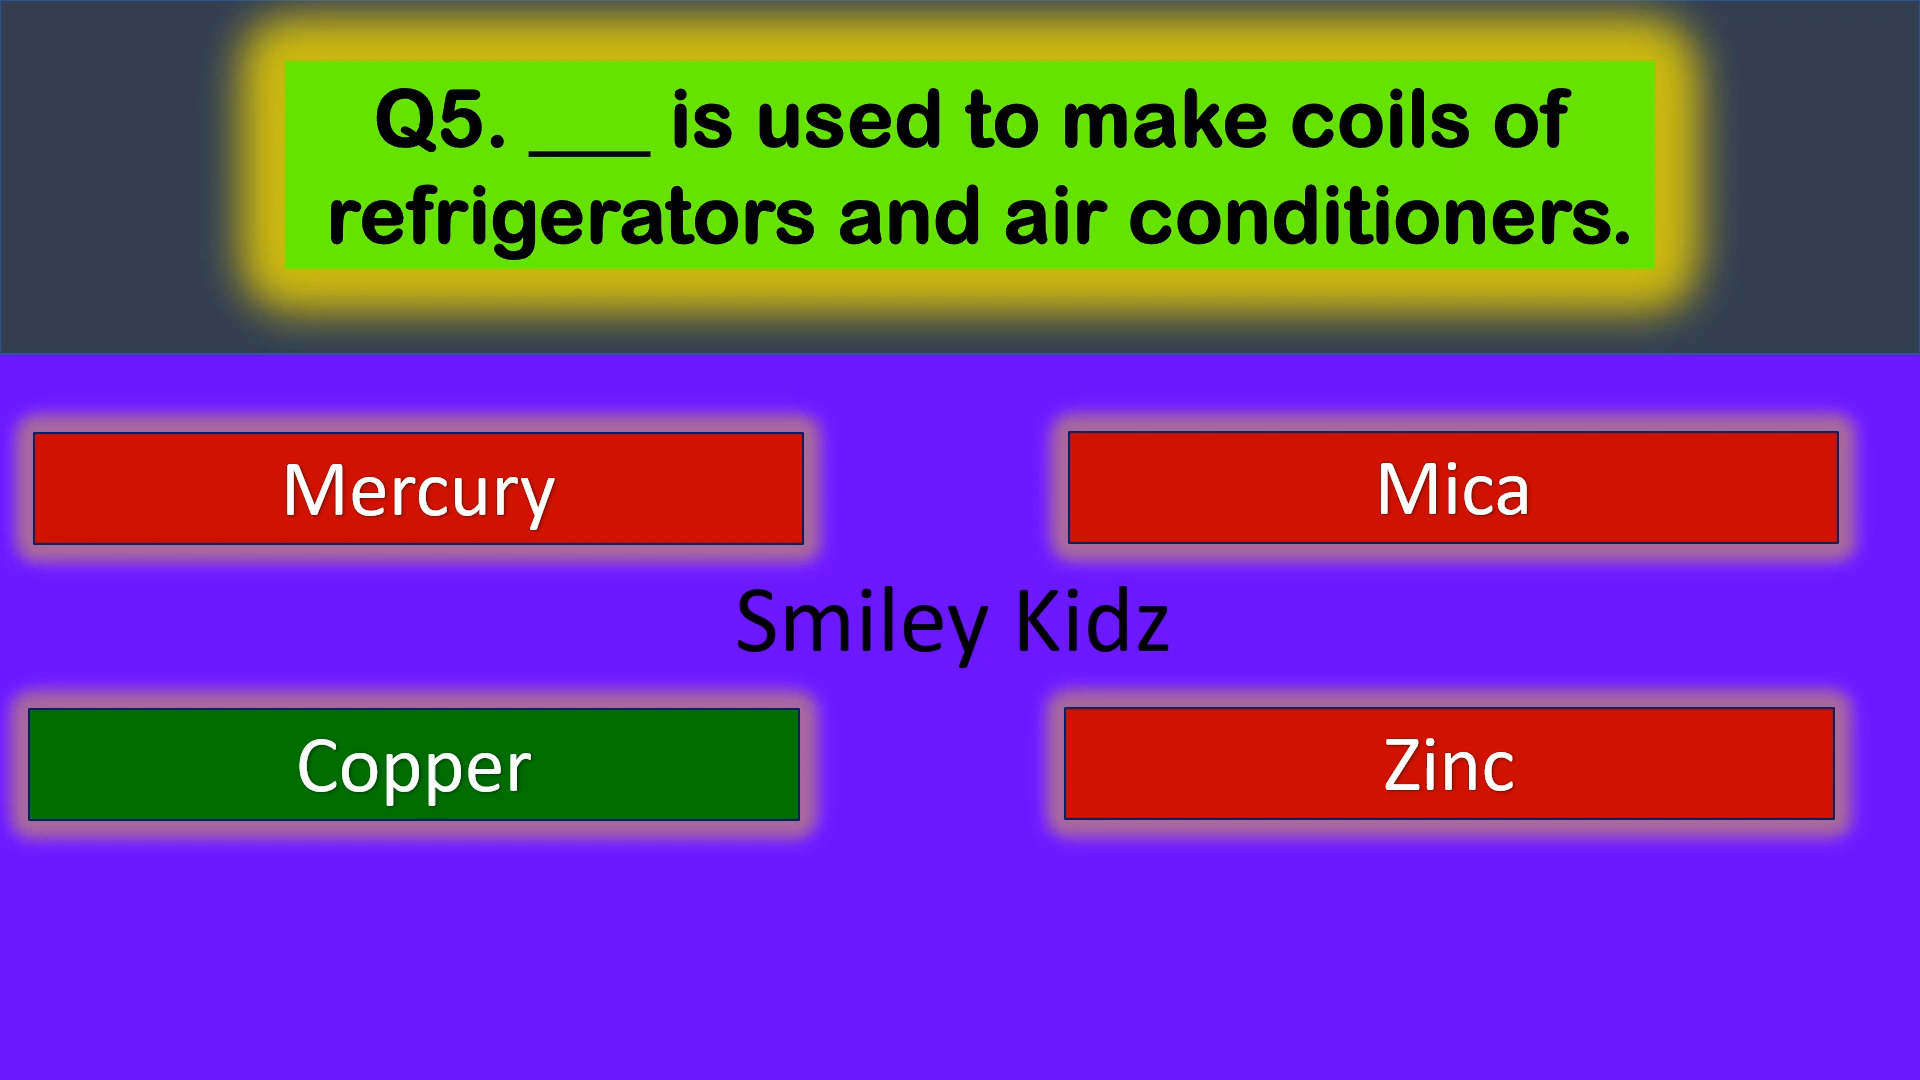 Q5. ___ is used to make coils of
refrigerators and air conditioners.
Mercury
Mica
Smiley Kidz
Copper
Zinc